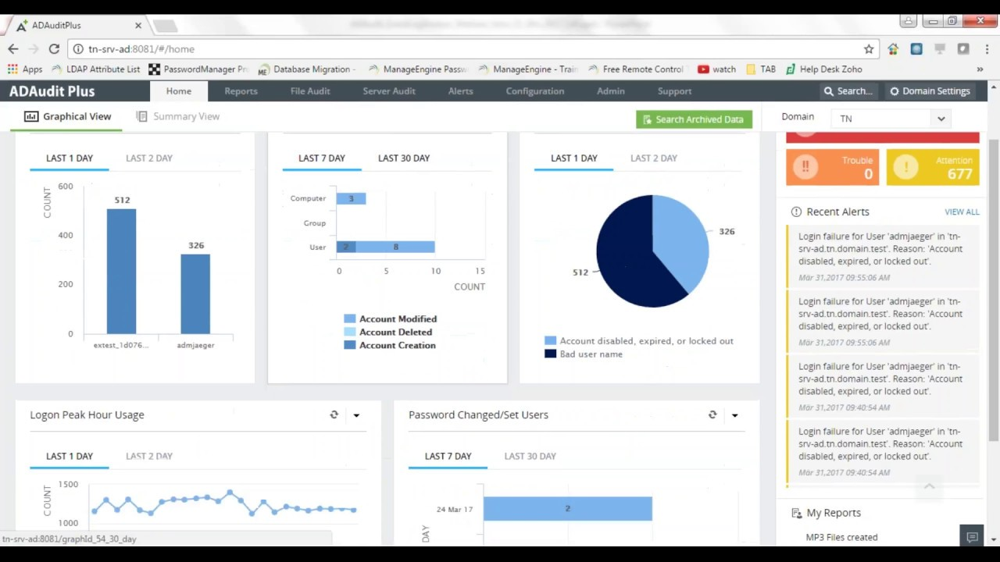 ADAuditPlus
tn-srv-ad:8081/#/home
Apps LDAP Attribute List PasswordManager Pr Database Migration - ManageEngine Passw ManageEngine - Train Free Remote Control watch TAB Help Desk Zoho »
ADAudit Plus Home Reports File Audit Server Audit Alerts Configuration Admin Support Search... Domain Settings
Graphical View Summary View Search Archived Data Domain TN
LAST 1 DAY LAST 2 DAY
COUNT
600
400
200
0
512
326
extest_1d076... admjaeger
LAST 7 DAY LAST 30 DAY
Computer 3
Group
User 2 8
0 5 10 15
COUNT
Account Modified
Account Deleted
Account Creation
LAST 1 DAY LAST 2 DAY
326
512
Account disabled, expired, or locked out
Bad user name
Trouble
0
Attention
677
Recent Alerts VIEW ALL
Login failure for User 'admjaeger' in 'tn-
srv-ad.tn.domain.test'. Reason: 'Account
disabled, expired, or locked out'.
Mär 31,2017 09:55:06 AM
Login failure for User 'admjaeger' in 'tn-
srv-ad.tn.domain.test'. Reason: 'Account
disabled, expired, or locked out'.
Mär 31,2017 09:55:06 AM
Login failure for User 'admjaeger' in 'tn-
srv-ad.tn.domain.test'. Reason: 'Account
disabled, expired, or locked out'.
Mär 31,2017 09:40:54 AM
Login failure for User 'admjaeger' in 'tn-
srv-ad.tn.domain.test'. Reason: 'Account
disabled, expired, or locked out'.
Mär 31,2017 09:40:54 AM
Logon Peak Hour Usage
LAST 1 DAY LAST 2 DAY
COUNT
1500
1000
Password Changed/Set Users
LAST 7 DAY LAST 30 DAY
24 Mar 17 2
DAY
My Reports
MP3 Files created
tn-srv-ad:8081/graphId_54_30_day